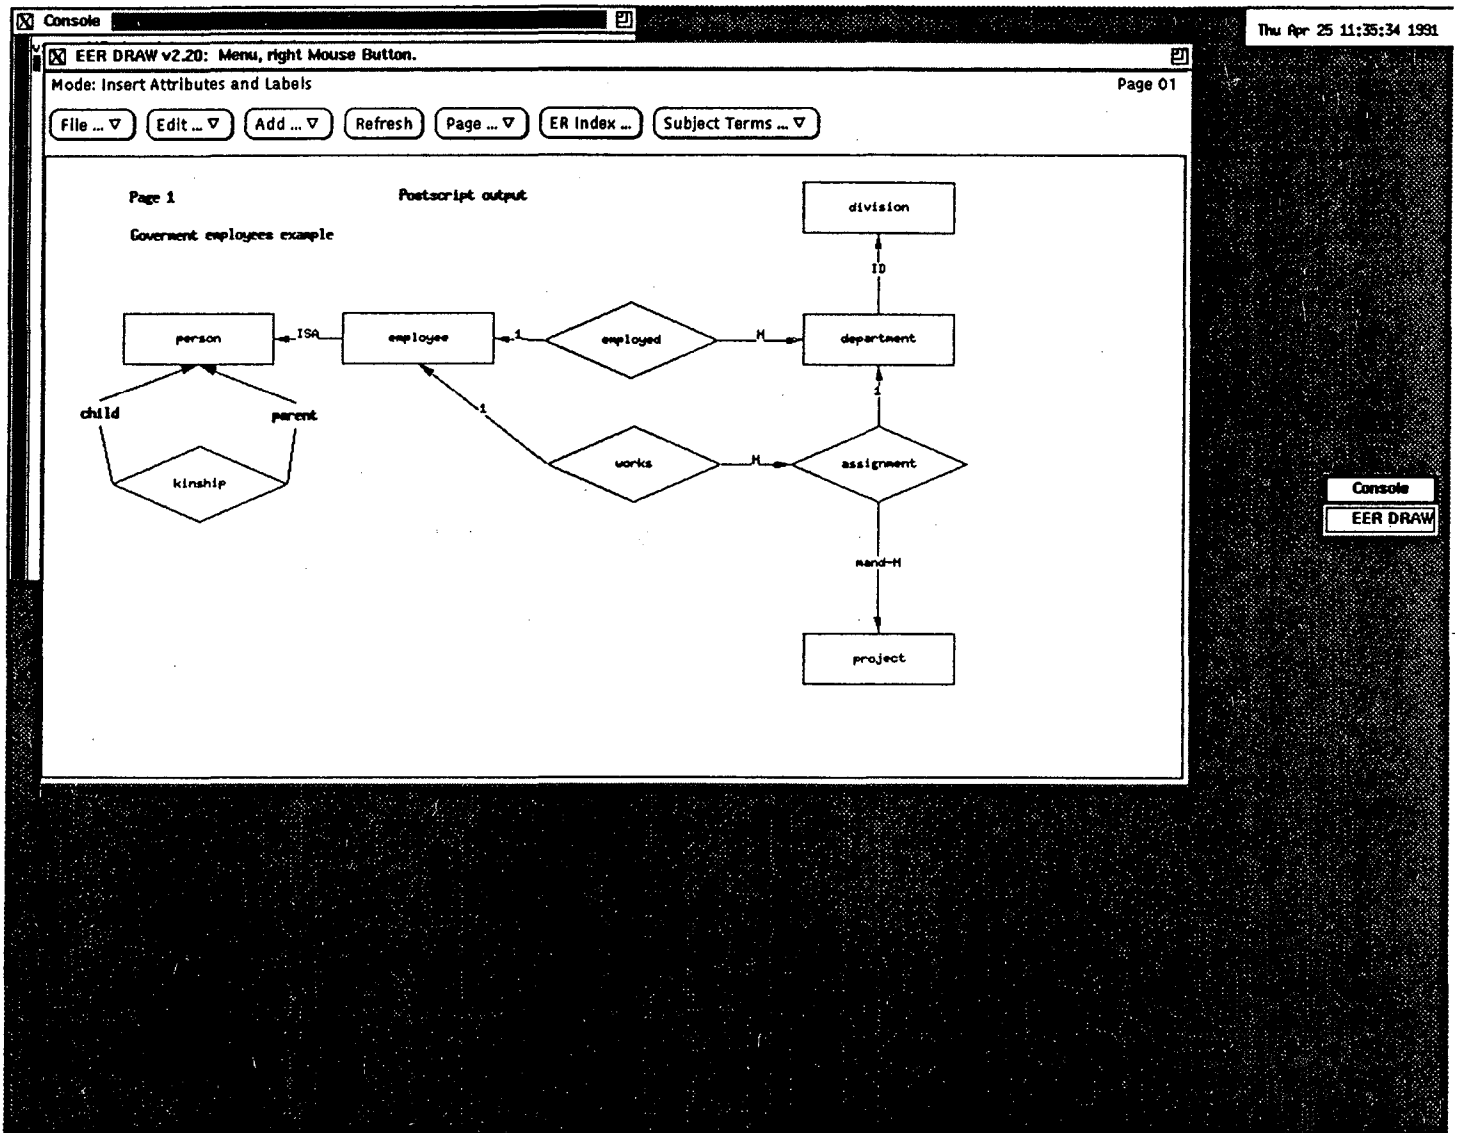 Console
Thu Apr 25 11:35:34 1991
EER DRAW v2.20: Menu, right Mouse Button.
Mode: Insert Attributes and Labels
Page 01
File ... ▽
Edit ... ▽
Add ... ▽
Refresh
Page ... ▽
ER Index ...
Subject Terms ... ▽
Page 1
Postscript output
Goverment employees example
division
ID
person
ISA
employee
1
employed
M
department
child
parent
1
1
kinship
works
M
assignment
Console
EER DRAW
mand-M
project